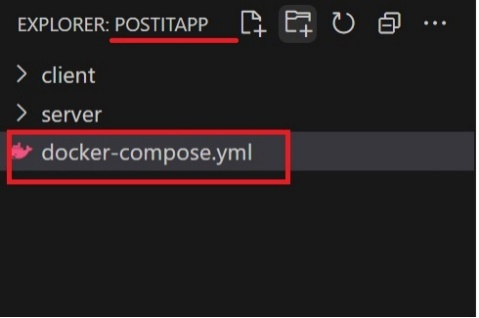 EXPLORER: POSTITAPP
client
server
docker-compose.yml